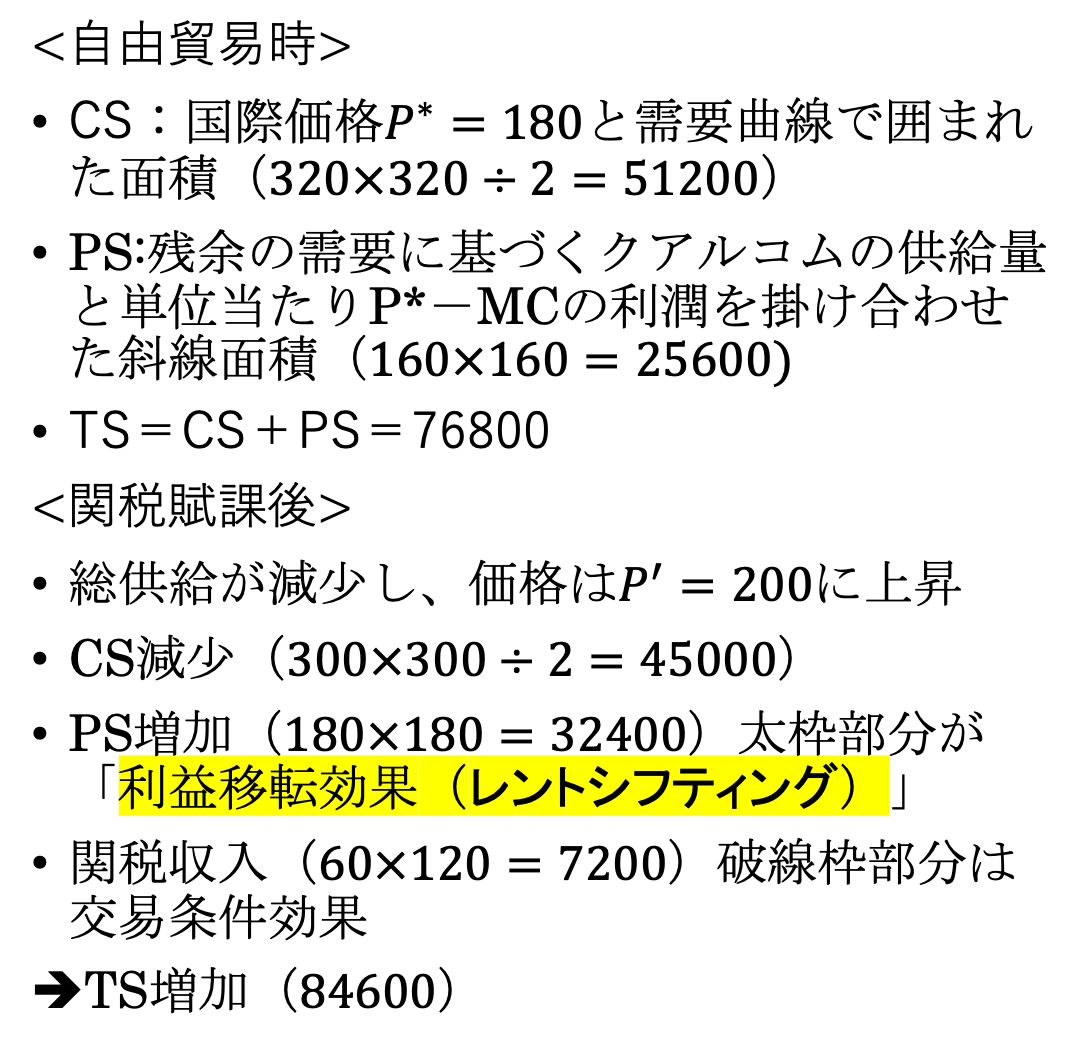 <自由貿易時>
• CS：国際価格P* = 180と需要曲線で囲まれ
た面積（320×320 ÷ 2 = 51200）
• PS:残余の需要に基づくクアルコムの供給量
と単位当たりP*－MCの利潤を掛け合わせ
た斜線面積（160×160 = 25600)
• TS＝CS＋PS＝76800
<関税賦課後>
• 総供給が減少し、価格はP′ = 200に上昇
• CS減少（300×300 ÷ 2 = 45000）
• PS増加（180×180 = 32400）太枠部分が
「利益移転効果（レントシフティング）」
• 関税収入（60×120 = 7200）破線枠部分は
交易条件効果
➔TS増加（84600）